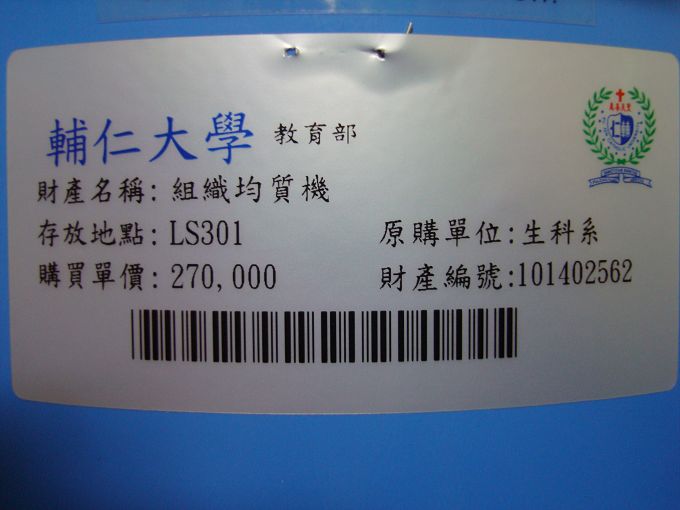 輔仁大學 教育部
財產名稱: 組織均質機
存放地點: LS301 原購單位:生科系
購買單價: 270,000 財產編號:101402562